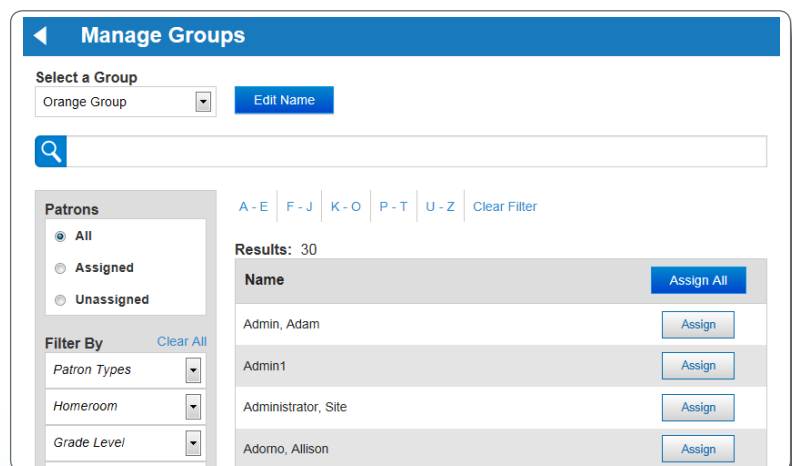 Manage Groups
Select a Group
Orange Group
Edit Name
A - E F - J K - O P - T U - Z Clear Filter
Patrons
All
Assigned
Unassigned
Filter By Clear All
Patron Types
Homeroom
Grade Level
Results: 30
Name Assign All
Admin, Adam Assign
Admin1 Assign
Administrator, Site Assign
Adorno, Allison Assign